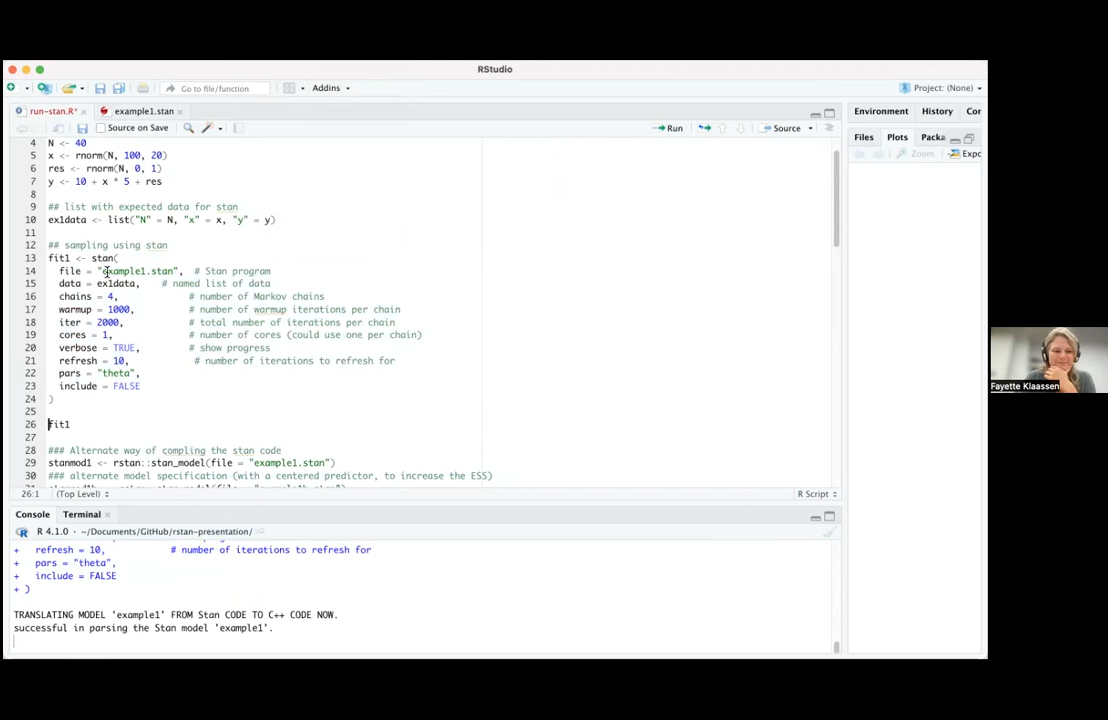 RStudio
Go to file/function
Addins
Project: (None)
run-stan.R*
example1.stan
Source on Save
Run
Source
4 N <- 40
5 x <- rnorm(N, 100, 20)
6 res <- rnorm(N, 0, 1)
7 y <- 10 + x * 5 + res
8
9 ## list with expected data for stan
10 ex1data <- list("N" = N, "x" = x, "y" = y)
11
12 ## sampling using stan
13 fit1 <- stan(
14 file = "example1.stan", # Stan program
15 data = ex1data, # named list of data
16 chains = 4, # number of Markov chains
17 warmup = 1000, # number of warmup iterations per chain
18 iter = 2000, # total number of iterations per chain
19 cores = 1, # number of cores (could use one per chain)
20 verbose = TRUE, # show progress
21 refresh = 10, # number of iterations to refresh for
22 pars = "theta",
23 include = FALSE
24 )
25
26 fit1
27
28 ### Alternate way of compling the stan code
29 stanmod1 <- rstan::stan_model(file = "example1.stan")
30 ### alternate model specification (with a centered predictor, to increase the ESS)
26:1 (Top Level) R Script
Console Terminal
R 4.1.0 · ~/Documents/GitHub/rstan-presentation/
+ refresh = 10, # number of iterations to refresh for
+ pars = "theta",
+ include = FALSE
+ )
TRANSLATING MODEL 'example1' FROM Stan CODE TO C++ CODE NOW.
successful in parsing the Stan model 'example1'.
Environment History Cor
Files Plots Packa
Zoom Expc
Fayette Klaassen